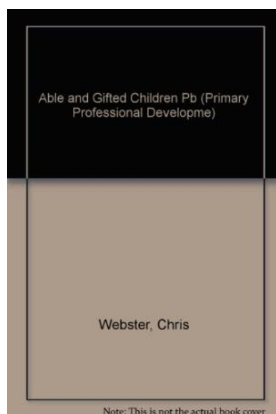 Able and Gifted Children Pb (Primary
Professional Developme)
Webster, Chris
Note: This is not the actual book cover